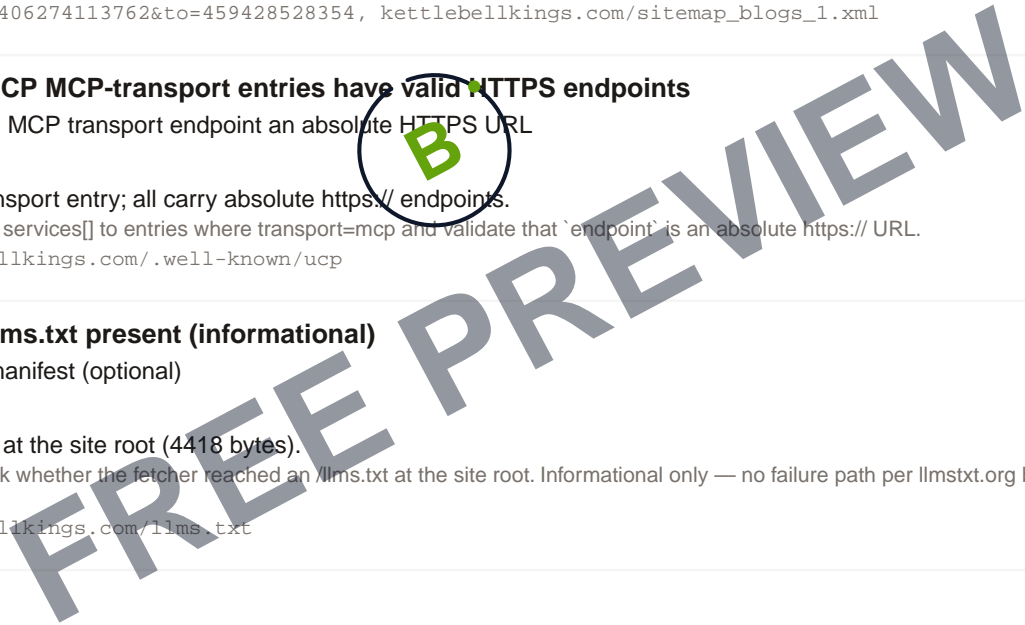 406274113762&to=459428528354, kettlebellkings.com/sitemap_blogs_1.xml
CP MCP-transport entries have valid HTTPS endpoints
MCP transport endpoint an absolute HTTPS URL
B
nsport entry; all carry absolute https:// endpoints.
services[] to entries where transport=mcp and validate that `endpoint` is an absolute https:// URL.
llkings.com/.well-known/ucp
ms.txt present (informational)
manifest (optional)
at the site root (4418 bytes).
k whether the fetcher reached an /llms.txt at the site root. Informational only — no failure path per llmstxt.org
llkings.com/llms.txt
FREE PREVIEW